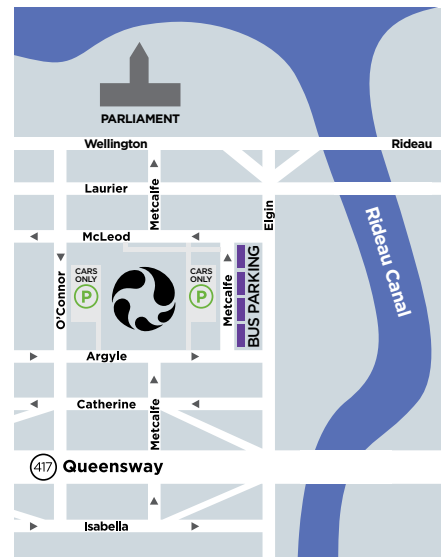 PARLIAMENT
Wellington
Rideau
Laurier
Metcalfe
Elgin
Rideau Canal
McLeod
O'Connor
CARS
ONLY
P
CARS
ONLY
P
Metcalfe
BUS PARKING
Argyle
Catherine
Metcalfe
417 Queensway
Isabella